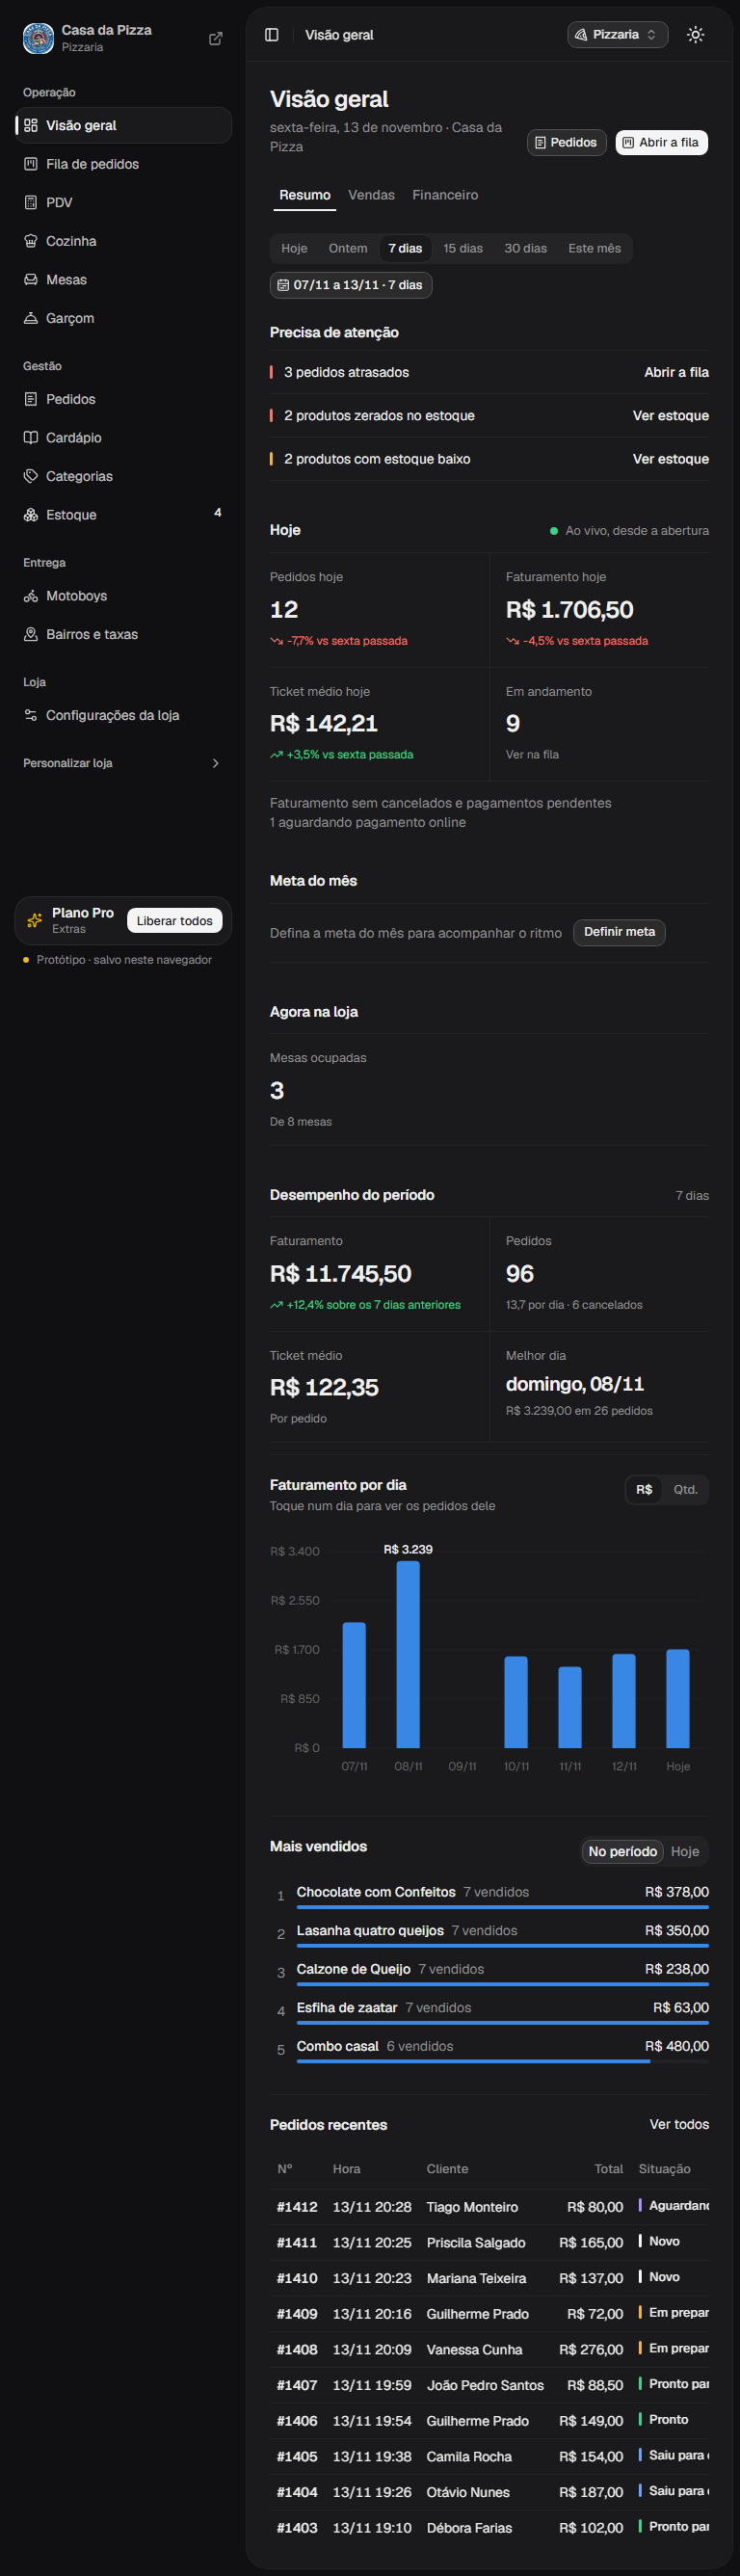 Casa da Pizza
Pizzaria
Operação
Visão geral
Fila de pedidos
PDV
Cozinha
Mesas
Garçom
Gestão
Pedidos
Cardápio
Categorias
Estoque 4
Entrega
Motoboys
Bairros e taxas
Loja
Configurações da loja
Personalizar loja
Plano Pro
Extras
Liberar todos
Protótipo · salvo neste navegador
Visão geral
Pizzaria
Visão geral
sexta-feira, 13 de novembro · Casa da
Pizza
Pedidos
Abrir a fila
Resumo Vendas Financeiro
Hoje Ontem 7 dias 15 dias 30 dias Este mês
07/11 a 13/11 · 7 dias
Precisa de atenção
3 pedidos atrasados Abrir a fila
2 produtos zerados no estoque Ver estoque
2 produtos com estoque baixo Ver estoque
Hoje Ao vivo, desde a abertura
Pedidos hoje
12
-7,7% vs sexta passada
Faturamento hoje
R$ 1.706,50
-4,5% vs sexta passada
Ticket médio hoje
R$ 142,21
+3,5% vs sexta passada
Em andamento
9
Ver na fila
Faturamento sem cancelados e pagamentos pendentes
1 aguardando pagamento online
Meta do mês
Defina a meta do mês para acompanhar o ritmo Definir meta
Agora na loja
Mesas ocupadas
3
De 8 mesas
Desempenho do período 7 dias
Faturamento
R$ 11.745,50
+12,4% sobre os 7 dias anteriores
Pedidos
96
13,7 por dia · 6 cancelados
Ticket médio
R$ 122,35
Por pedido
Melhor dia
domingo, 08/11
R$ 3.239,00 em 26 pedidos
Faturamento por dia
Toque num dia para ver os pedidos dele
R$ Qtd.
R$ 3.239
R$ 3.400
R$ 2.550
R$ 1.700
R$ 850
R$ 0
07/11 08/11 09/11 10/11 11/11 12/11 Hoje
Mais vendidos No período Hoje
1 Chocolate com Confeitos 7 vendidos R$ 378,00
2 Lasanha quatro queijos 7 vendidos R$ 350,00
3 Calzone de Queijo 7 vendidos R$ 238,00
4 Esfiha de zaatar 7 vendidos R$ 63,00
5 Combo casal 6 vendidos R$ 480,00
Pedidos recentes Ver todos
Nº Hora Cliente Total Situação
#1412 13/11 20:28 Tiago Monteiro R$ 80,00 Aguardand
#1411 13/11 20:25 Priscila Salgado R$ 165,00 Novo
#1410 13/11 20:23 Mariana Teixeira R$ 137,00 Novo
#1409 13/11 20:16 Guilherme Prado R$ 72,00 Em prepar
#1408 13/11 20:09 Vanessa Cunha R$ 276,00 Em prepar
#1407 13/11 19:59 João Pedro Santos R$ 88,50 Pronto par
#1406 13/11 19:54 Guilherme Prado R$ 149,00 Pronto
#1405 13/11 19:38 Camila Rocha R$ 154,00 Saiu para
#1404 13/11 19:26 Otávio Nunes R$ 187,00 Saiu para
#1403 13/11 19:10 Débora Farias R$ 102,00 Pronto par